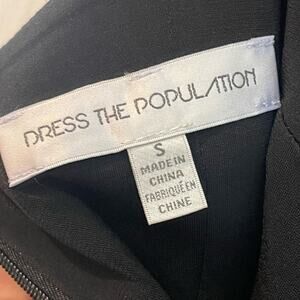 DRESS THE POPULATION
S
MADE IN
CHINA
FABRIQUÉ EN
CHINE